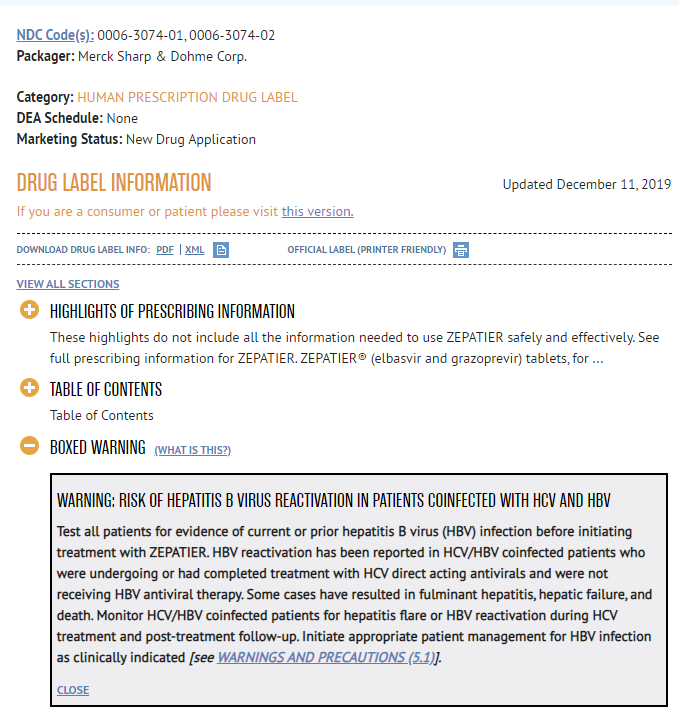 NDC Code(s): 0006-3074-01, 0006-3074-02
Packager: Merck Sharp & Dohme Corp.
Category: HUMAN PRESCRIPTION DRUG LABEL
DEA Schedule: None
Marketing Status: New Drug Application
DRUG LABEL INFORMATION
Updated December 11, 2019
If you are a consumer or patient please visit this version.
DOWNLOAD DRUG LABEL INFO: PDF | XML
OFFICIAL LABEL (PRINTER FRIENDLY)
VIEW ALL SECTIONS
HIGHLIGHTS OF PRESCRIBING INFORMATION
These highlights do not include all the information needed to use ZEPATIER safely and effectively. See
full prescribing information for ZEPATIER. ZEPATIER® (elbasvir and grazoprevir) tablets, for ...
TABLE OF CONTENTS
Table of Contents
BOXED WARNING (WHAT IS THIS?)
WARNING: RISK OF HEPATITIS B VIRUS REACTIVATION IN PATIENTS COINFECTED WITH HCV AND HBV
Test all patients for evidence of current or prior hepatitis B virus (HBV) infection before initiating
treatment with ZEPATIER. HBV reactivation has been reported in HCV/HBV coinfected patients who
were undergoing or had completed treatment with HCV direct acting antivirals and were not
receiving HBV antiviral therapy. Some cases have resulted in fulminant hepatitis, hepatic failure, and
death. Monitor HCV/HBV coinfected patients for hepatitis flare or HBV reactivation during HCV
treatment and post-treatment follow-up. Initiate appropriate patient management for HBV infection
as clinically indicated [see WARNINGS AND PRECAUTIONS (5.1)].
CLOSE